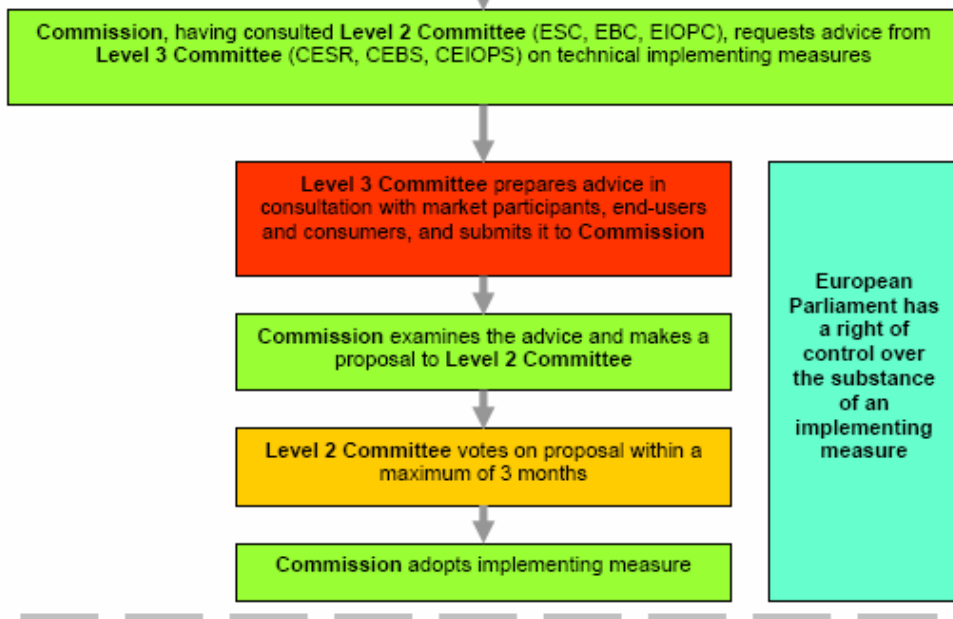 Commission, having consulted Level 2 Committee (ESC, EBC, EIOPC), requests advice from
Level 3 Committee (CESR, CEBS, CEIOPS) on technical implementing measures
Level 3 Committee prepares advice in
consultation with market participants, end-users
and consumers, and submits it to Commission
Commission examines the advice and makes a
proposal to Level 2 Committee
Level 2 Committee votes on proposal within a
maximum of 3 months
Commission adopts implementing measure
European
Parliament has
a right of
control over
the substance
of an
implementing
measure